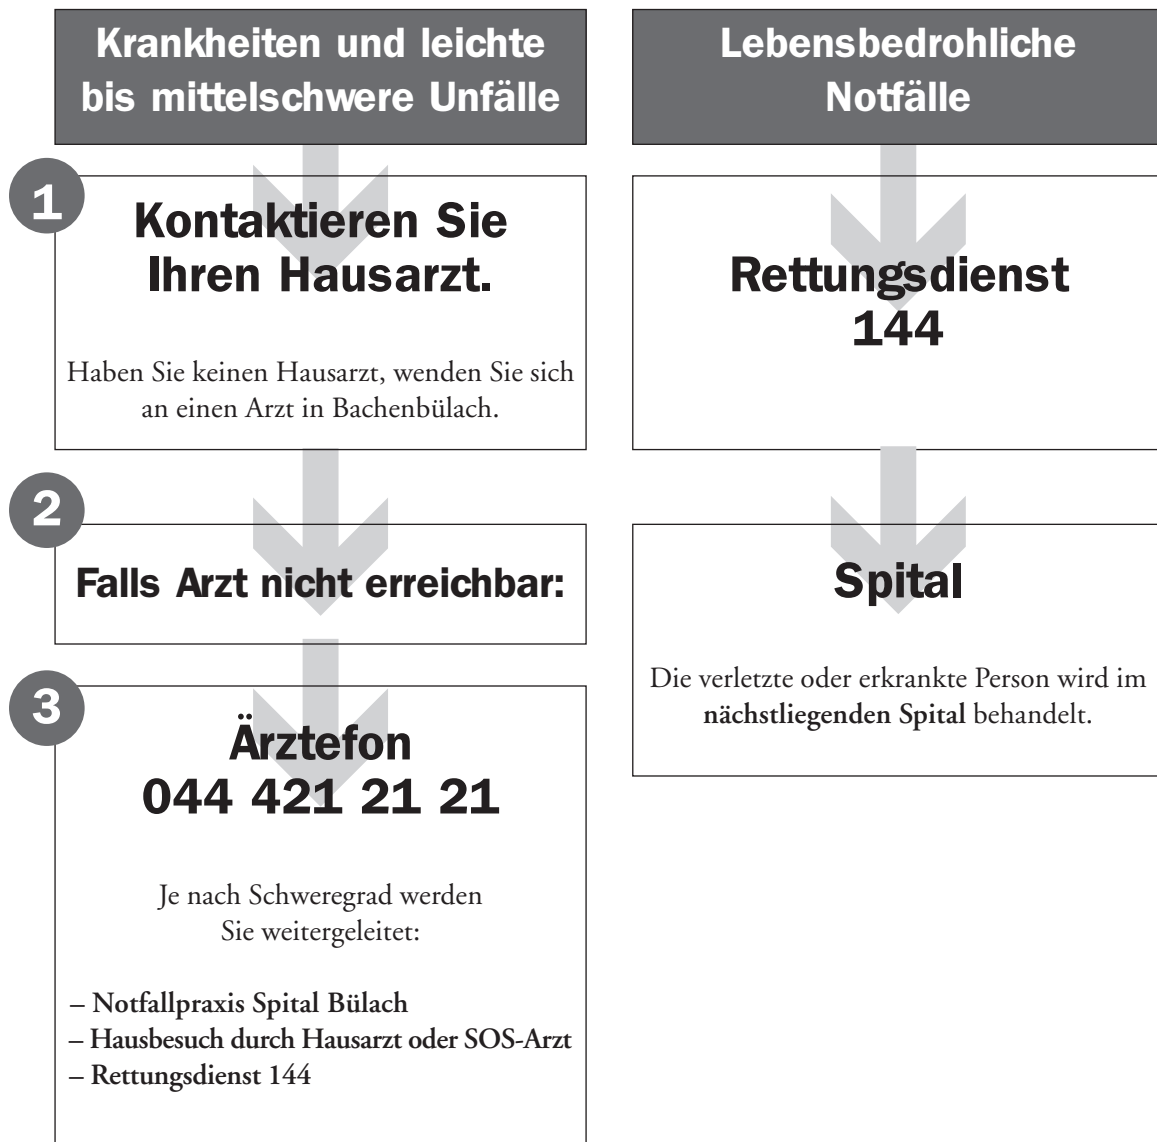 Krankheiten und leichte
bis mittelschwere Unfälle
1
Kontaktieren Sie
Ihren Hausarzt.
Haben Sie keinen Hausarzt, wenden Sie sich
an einen Arzt in Bachenbülach.
2
Falls Arzt nicht erreichbar:
3
Ärztefon
044 421 21 21
Je nach Schweregrad werden
Sie weitergeleitet:
– Notfallpraxis Spital Bülach
– Hausbesuch durch Hausarzt oder SOS-Arzt
– Rettungsdienst 144
Lebensbedrohliche
Notfälle
Rettungsdienst
144
Spital
Die verletzte oder erkrankte Person wird im
nächstliegenden Spital behandelt.